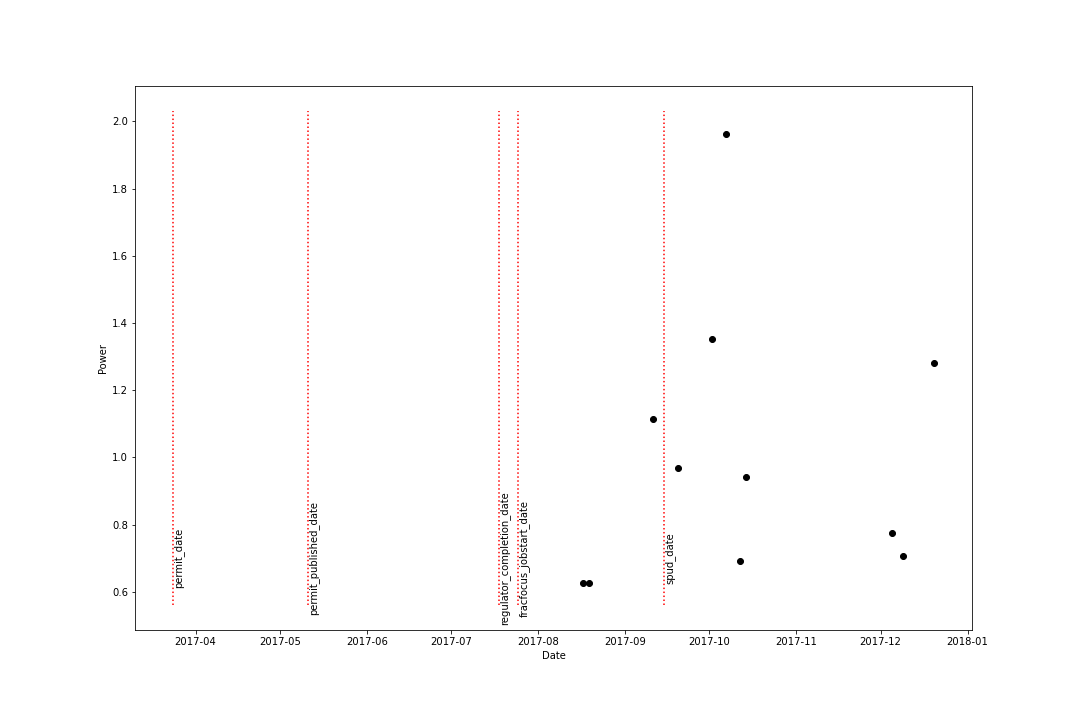 2.0
1.8
1.6
1.4
1.2
1.0
0.8
0.6
Power
permit_date
permit_published_date
regulator_completion_date
fracfocus_jobstart_date
spud_date
2017-04 2017-05 2017-06 2017-07 2017-08 2017-09 2017-10 2017-11 2017-12 2018-01
Date